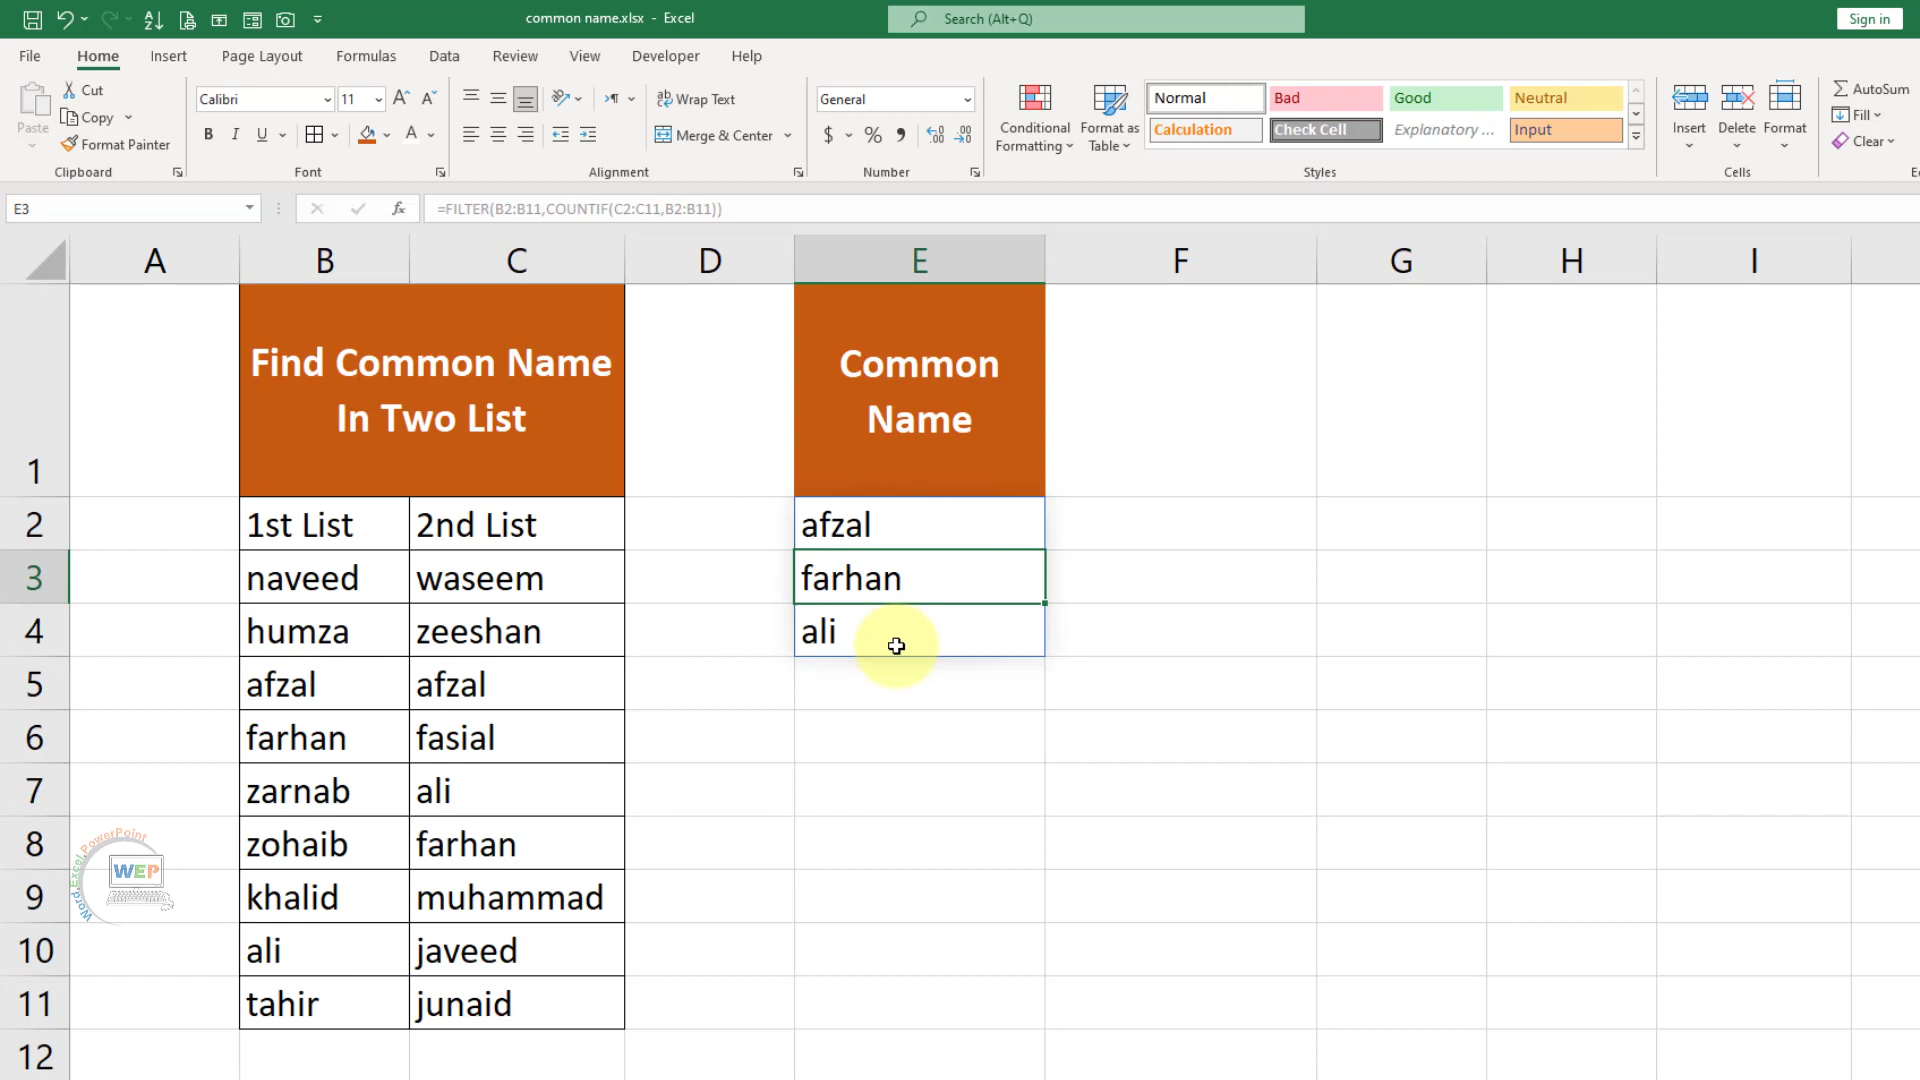 common name.xlsx - Excel
Search (Alt+Q)
Sign in
File Home Insert Page Layout Formulas Data Review View Developer Help
Paste
Cut
Copy
Format Painter
Clipboard
Calibri 11
B I U
Font
Wrap Text
Merge & Center
Alignment
General
$ %
Number
Conditional Formatting
Format as Table
Normal Bad Good Neutral
Calculation Check Cell Explanatory ... Input
Styles
Insert Delete Format
Cells
AutoSum
Fill
Clear
E3
fx
=FILTER(B2:B11,COUNTIF(C2:C11,B2:B11))
A B C D E F G H I
1
Find Common Name
In Two List
Common
Name
2 1st List 2nd List afzal
3 naveed waseem farhan
4 humza zeeshan ali
5 afzal afzal
6 farhan fasial
7 zarnab ali
8 zohaib farhan
9 khalid muhammad
10 ali javeed
11 tahir junaid
12
Word,Excel,PowerPoint
WEP